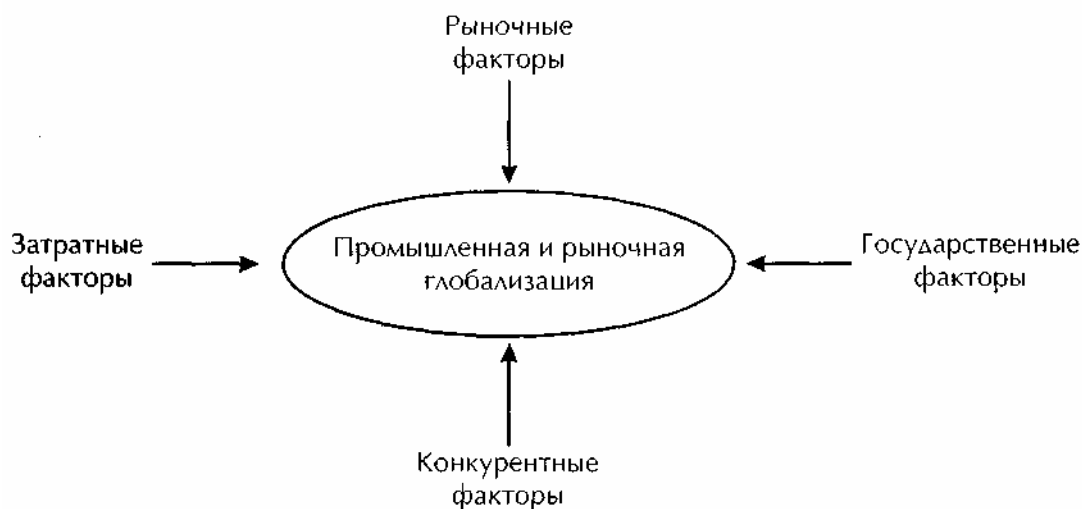 Рыночные
факторы
Затратные
факторы
Промышленная и рыночная
глобализация
Государственные
факторы
Конкурентные
факторы